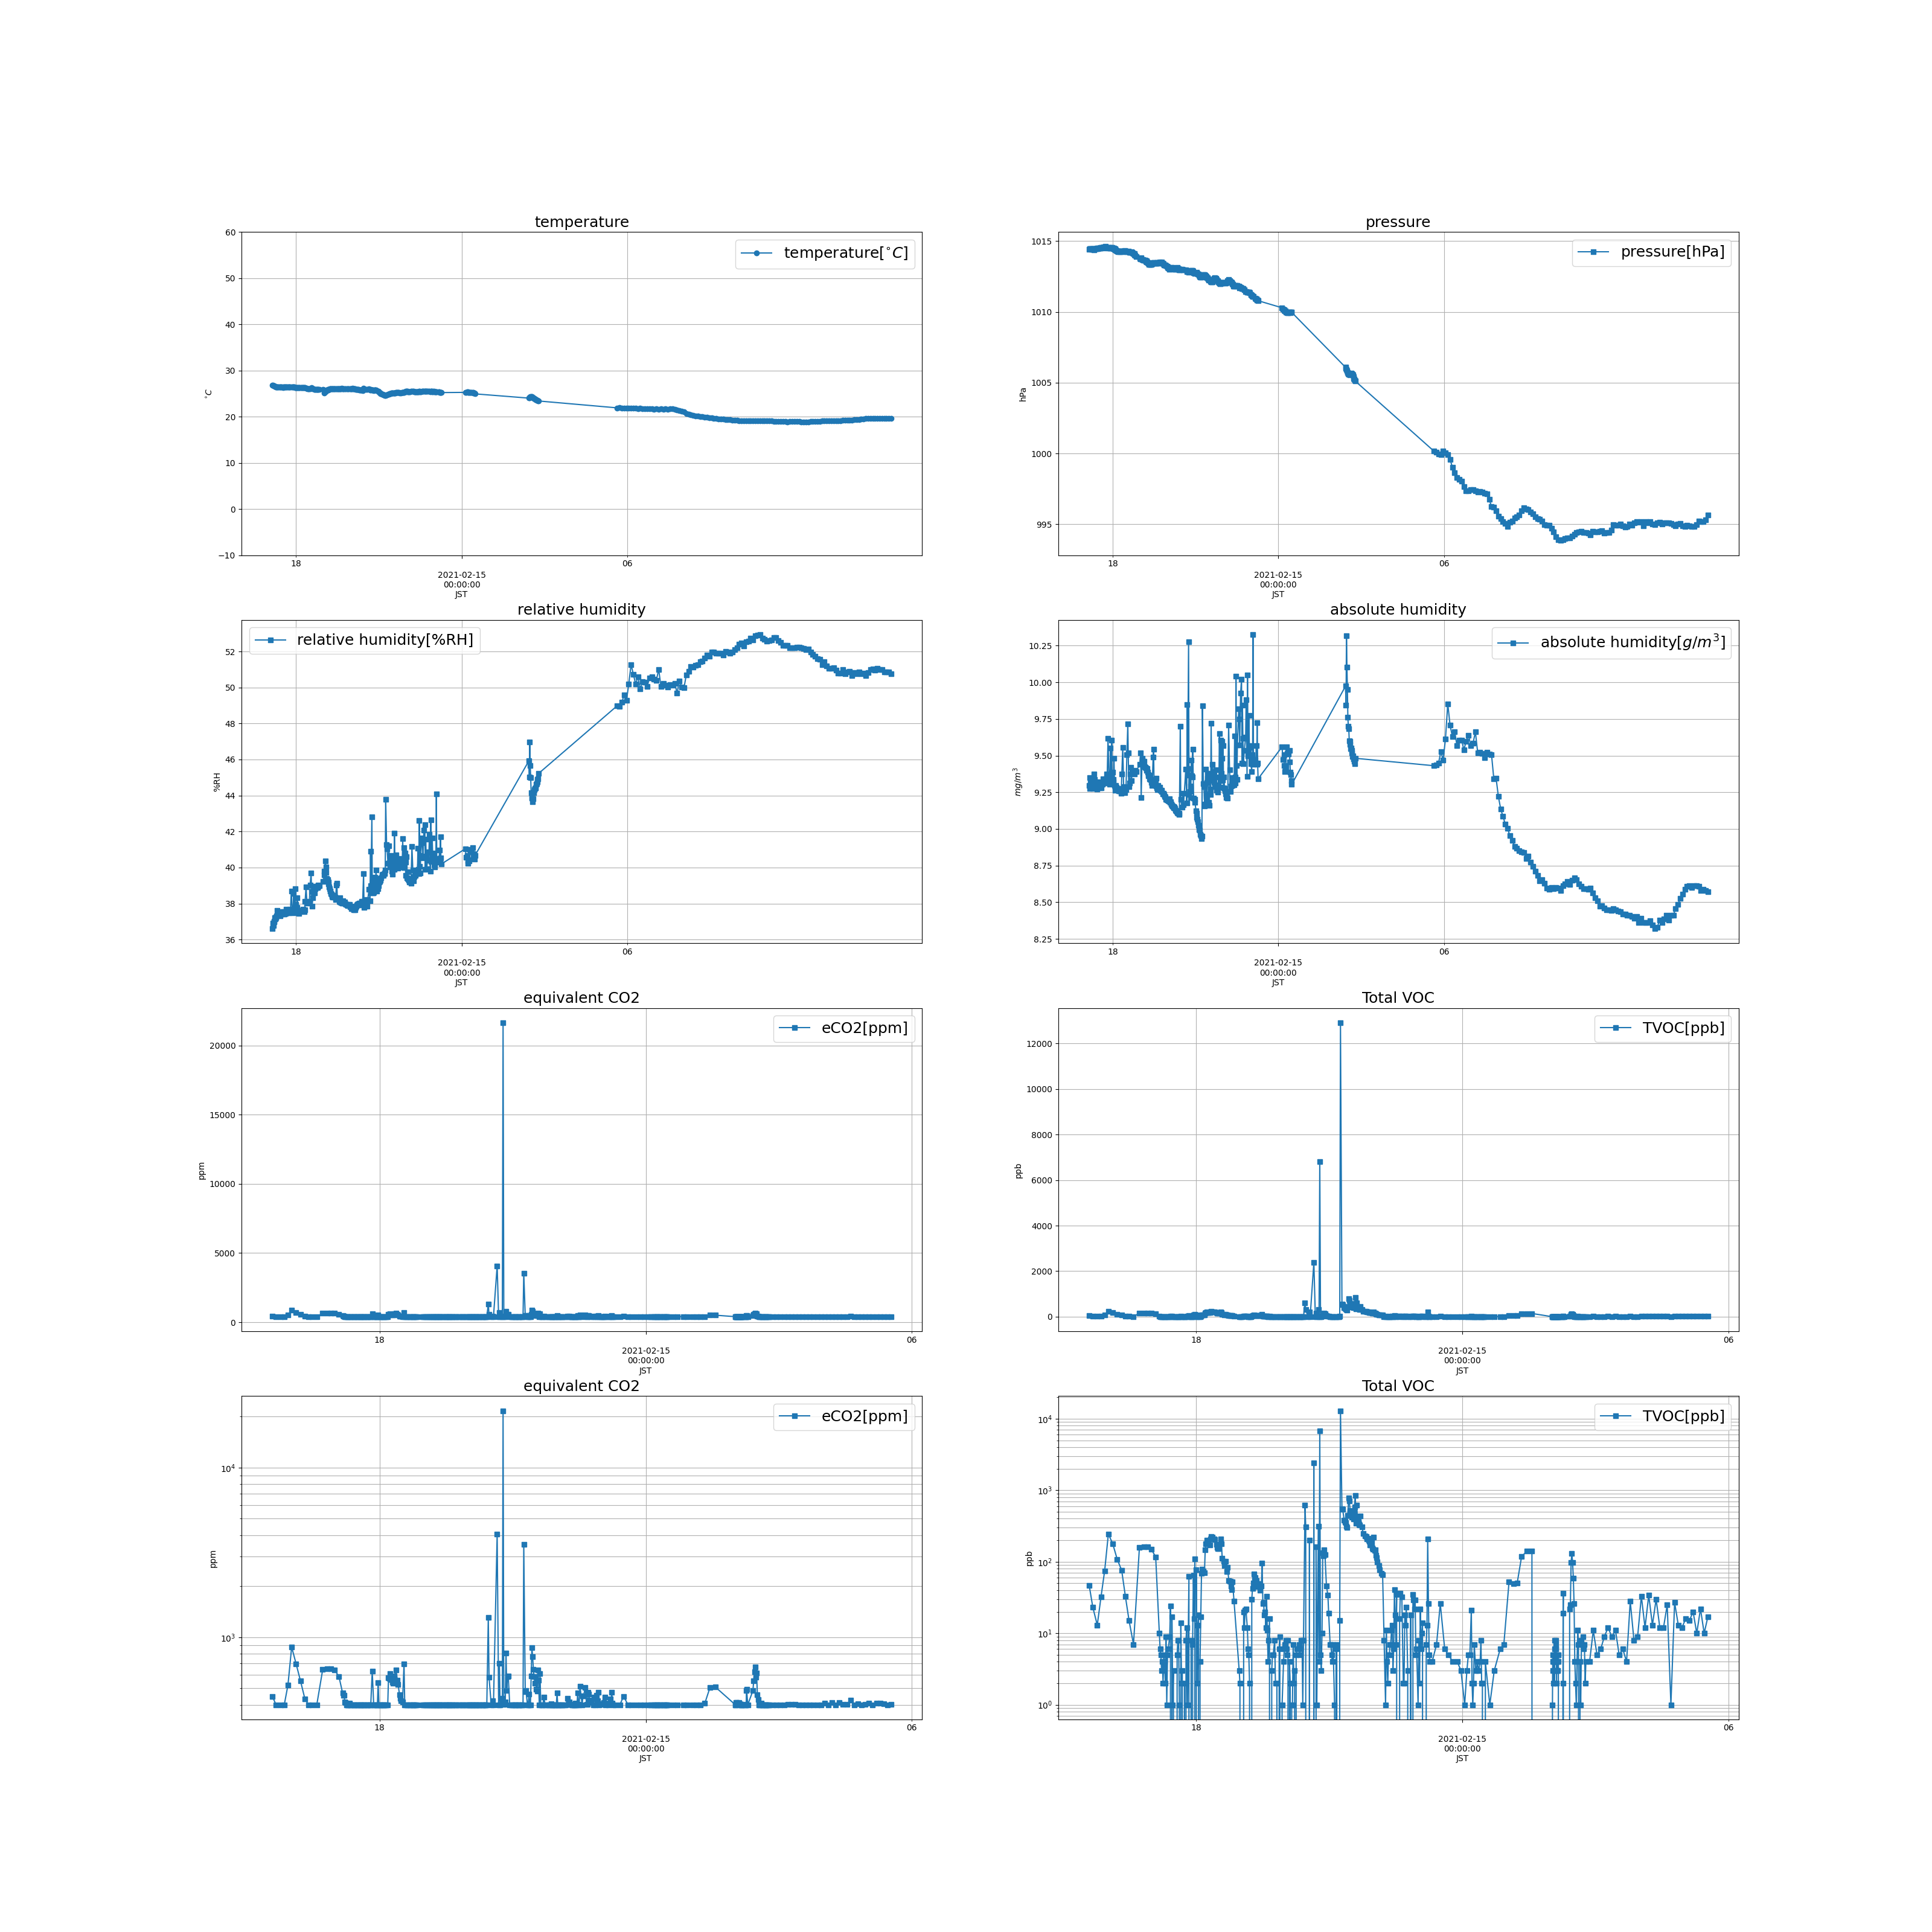 temperature
temperature[°C]
60
50
40
30
20
10
0
−10
°C
18
2021-02-15
00:00:00
JST
06
pressure
pressure[hPa]
1015
1010
1005
1000
995
hPa
18
2021-02-15
00:00:00
JST
06
relative humidity
relative humidity[%RH]
52
50
48
46
44
42
40
38
36
%RH
18
2021-02-15
00:00:00
JST
06
absolute humidity
absolute humidity[g/m³]
10.25
10.00
9.75
9.50
9.25
9.00
8.75
8.50
8.25
mg/m³
18
2021-02-15
00:00:00
JST
06
equivalent CO2
eCO2[ppm]
20000
15000
10000
5000
0
ppm
18
2021-02-15
00:00:00
JST
06
Total VOC
TVOC[ppb]
12000
10000
8000
6000
4000
2000
0
ppb
18
2021-02-15
00:00:00
JST
06
equivalent CO2
eCO2[ppm]
10⁴
10³
ppm
18
2021-02-15
00:00:00
JST
06
Total VOC
TVOC[ppb]
10⁴
10³
10²
10¹
10⁰
ppb
18
2021-02-15
00:00:00
JST
06